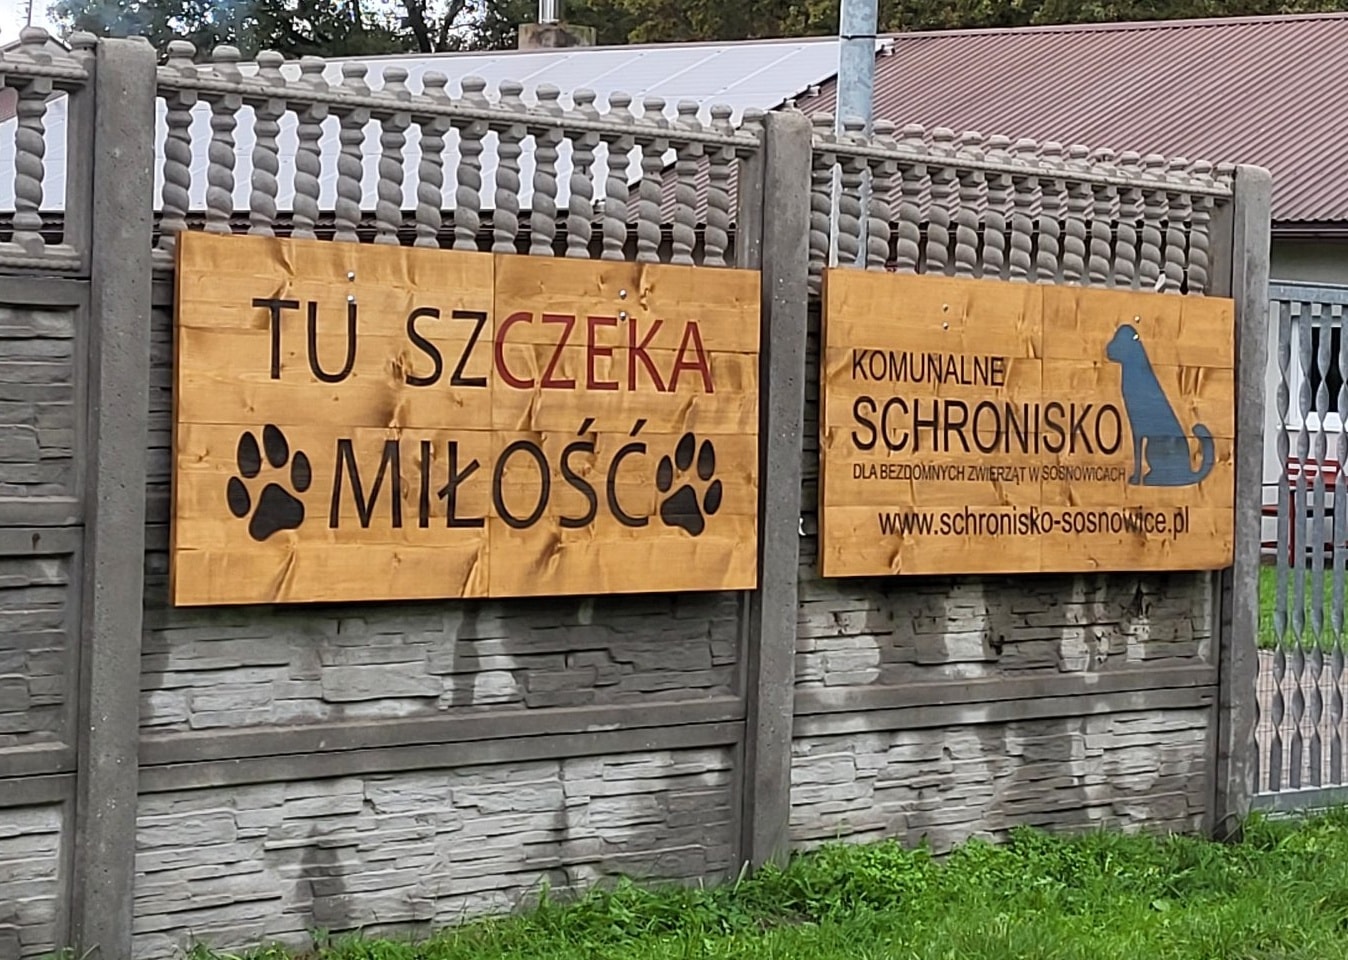 TU SZCZEKA
MIŁOŚĆ
KOMUNALNE
SCHRONISKO
DLA BEZDOMNYCH ZWIERZĄT W SOSNOWICACH
www.schronisko-sosnowice.pl